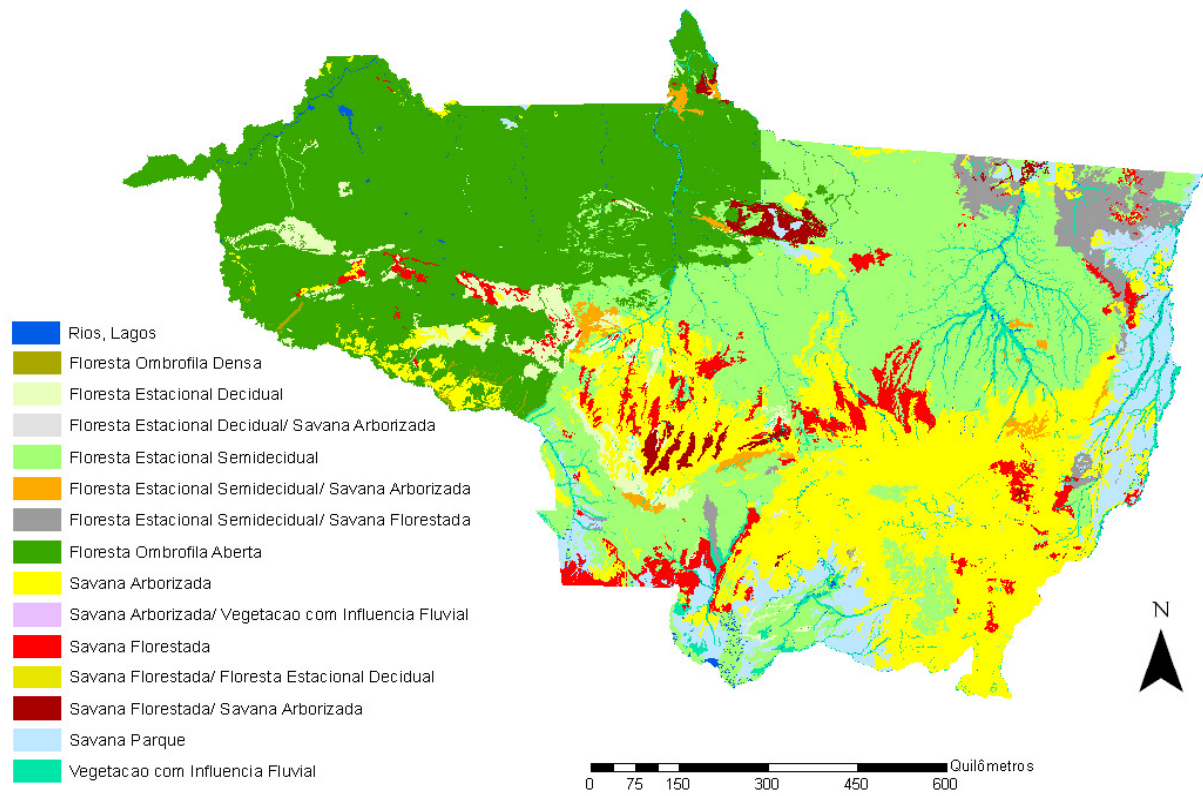 Rios, Lagos
Floresta Ombrofila Densa
Floresta Estacional Decidual
Floresta Estacional Decidual/ Savana Arborizada
Floresta Estacional Semidecidual
Floresta Estacional Semidecidual/ Savana Arborizada
Floresta Estacional Semidecidual/ Savana Florestada
Floresta Ombrofila Aberta
Savana Arborizada
Savana Arborizada/ Vegetacao com Influencia Fluvial
Savana Florestada
Savana Florestada/ Floresta Estacional Decidual
Savana Florestada/ Savana Arborizada
Savana Parque
Vegetacao com Influencia Fluvial
N
Quilômetros
0 75 150 300 450 600